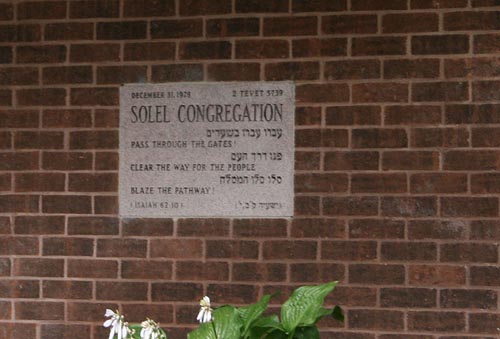 DECEMBER 31, 1978 2 TEVET 5739
SOLEL CONGREGATION
עברו עברו בשערים
PASS THROUGH THE GATES!
פנו דרך העם
CLEAR THE WAY FOR THE PEOPLE
סלו סלו המסלה
BLAZE THE PATHWAY!
(ISAIAH 62:10) (ישעיה ס״ב,י׳)